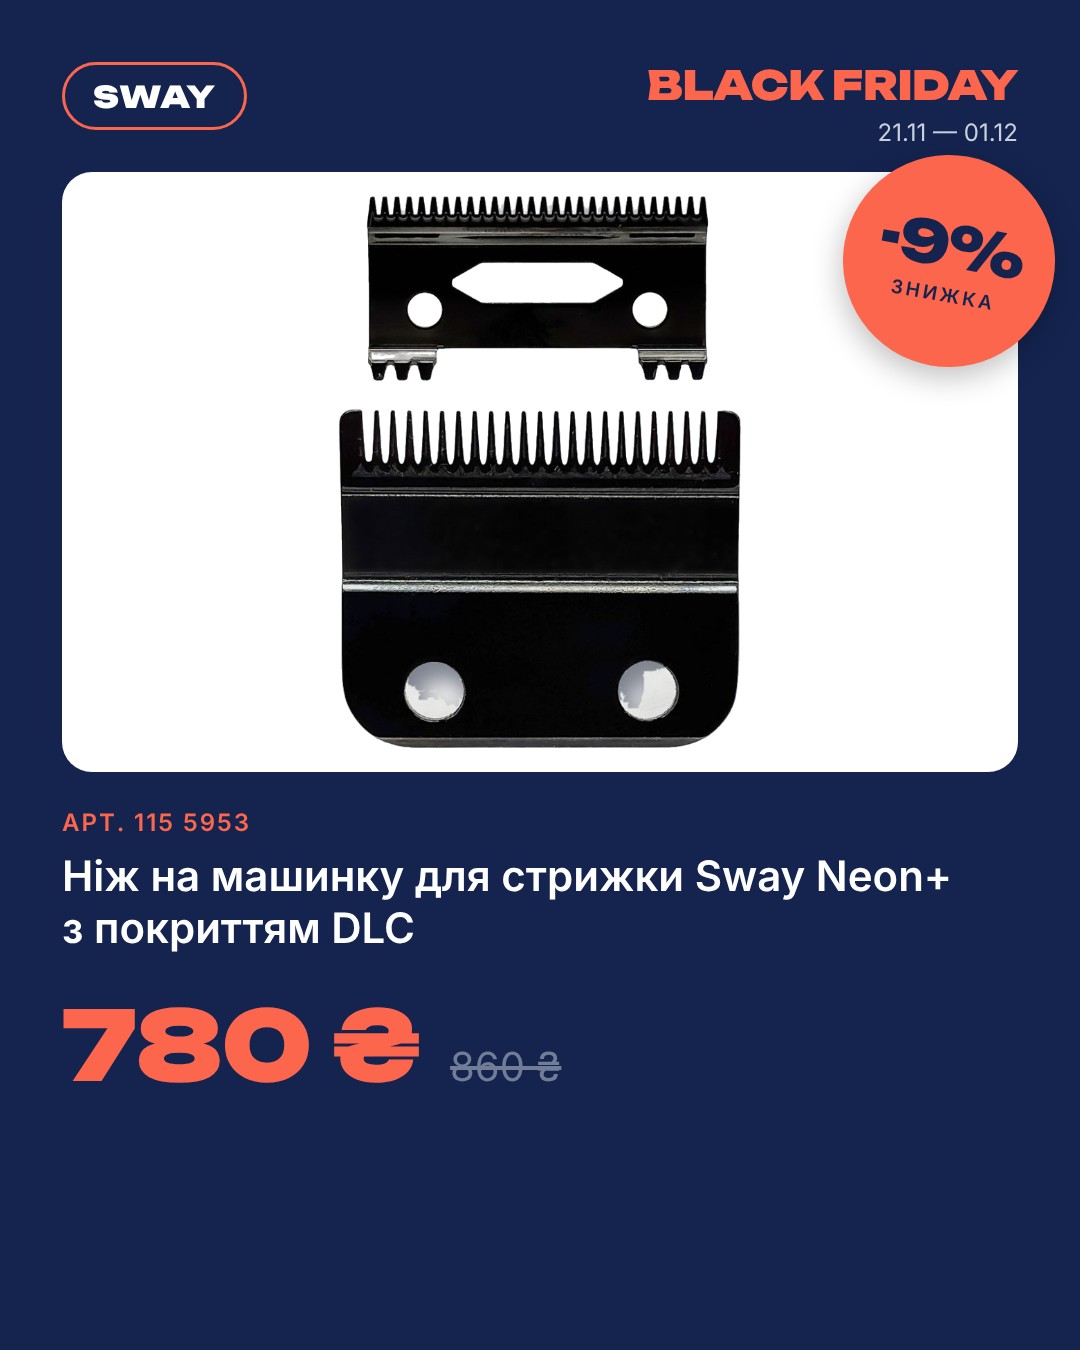 SWAY
BLACK FRIDAY
21.11 — 01.12
-9%
ЗНИЖКА
АРТ. 115 5953
Ніж на машинку для стрижки Sway Neon+
з покриттям DLC
780 ₴
860 ₴